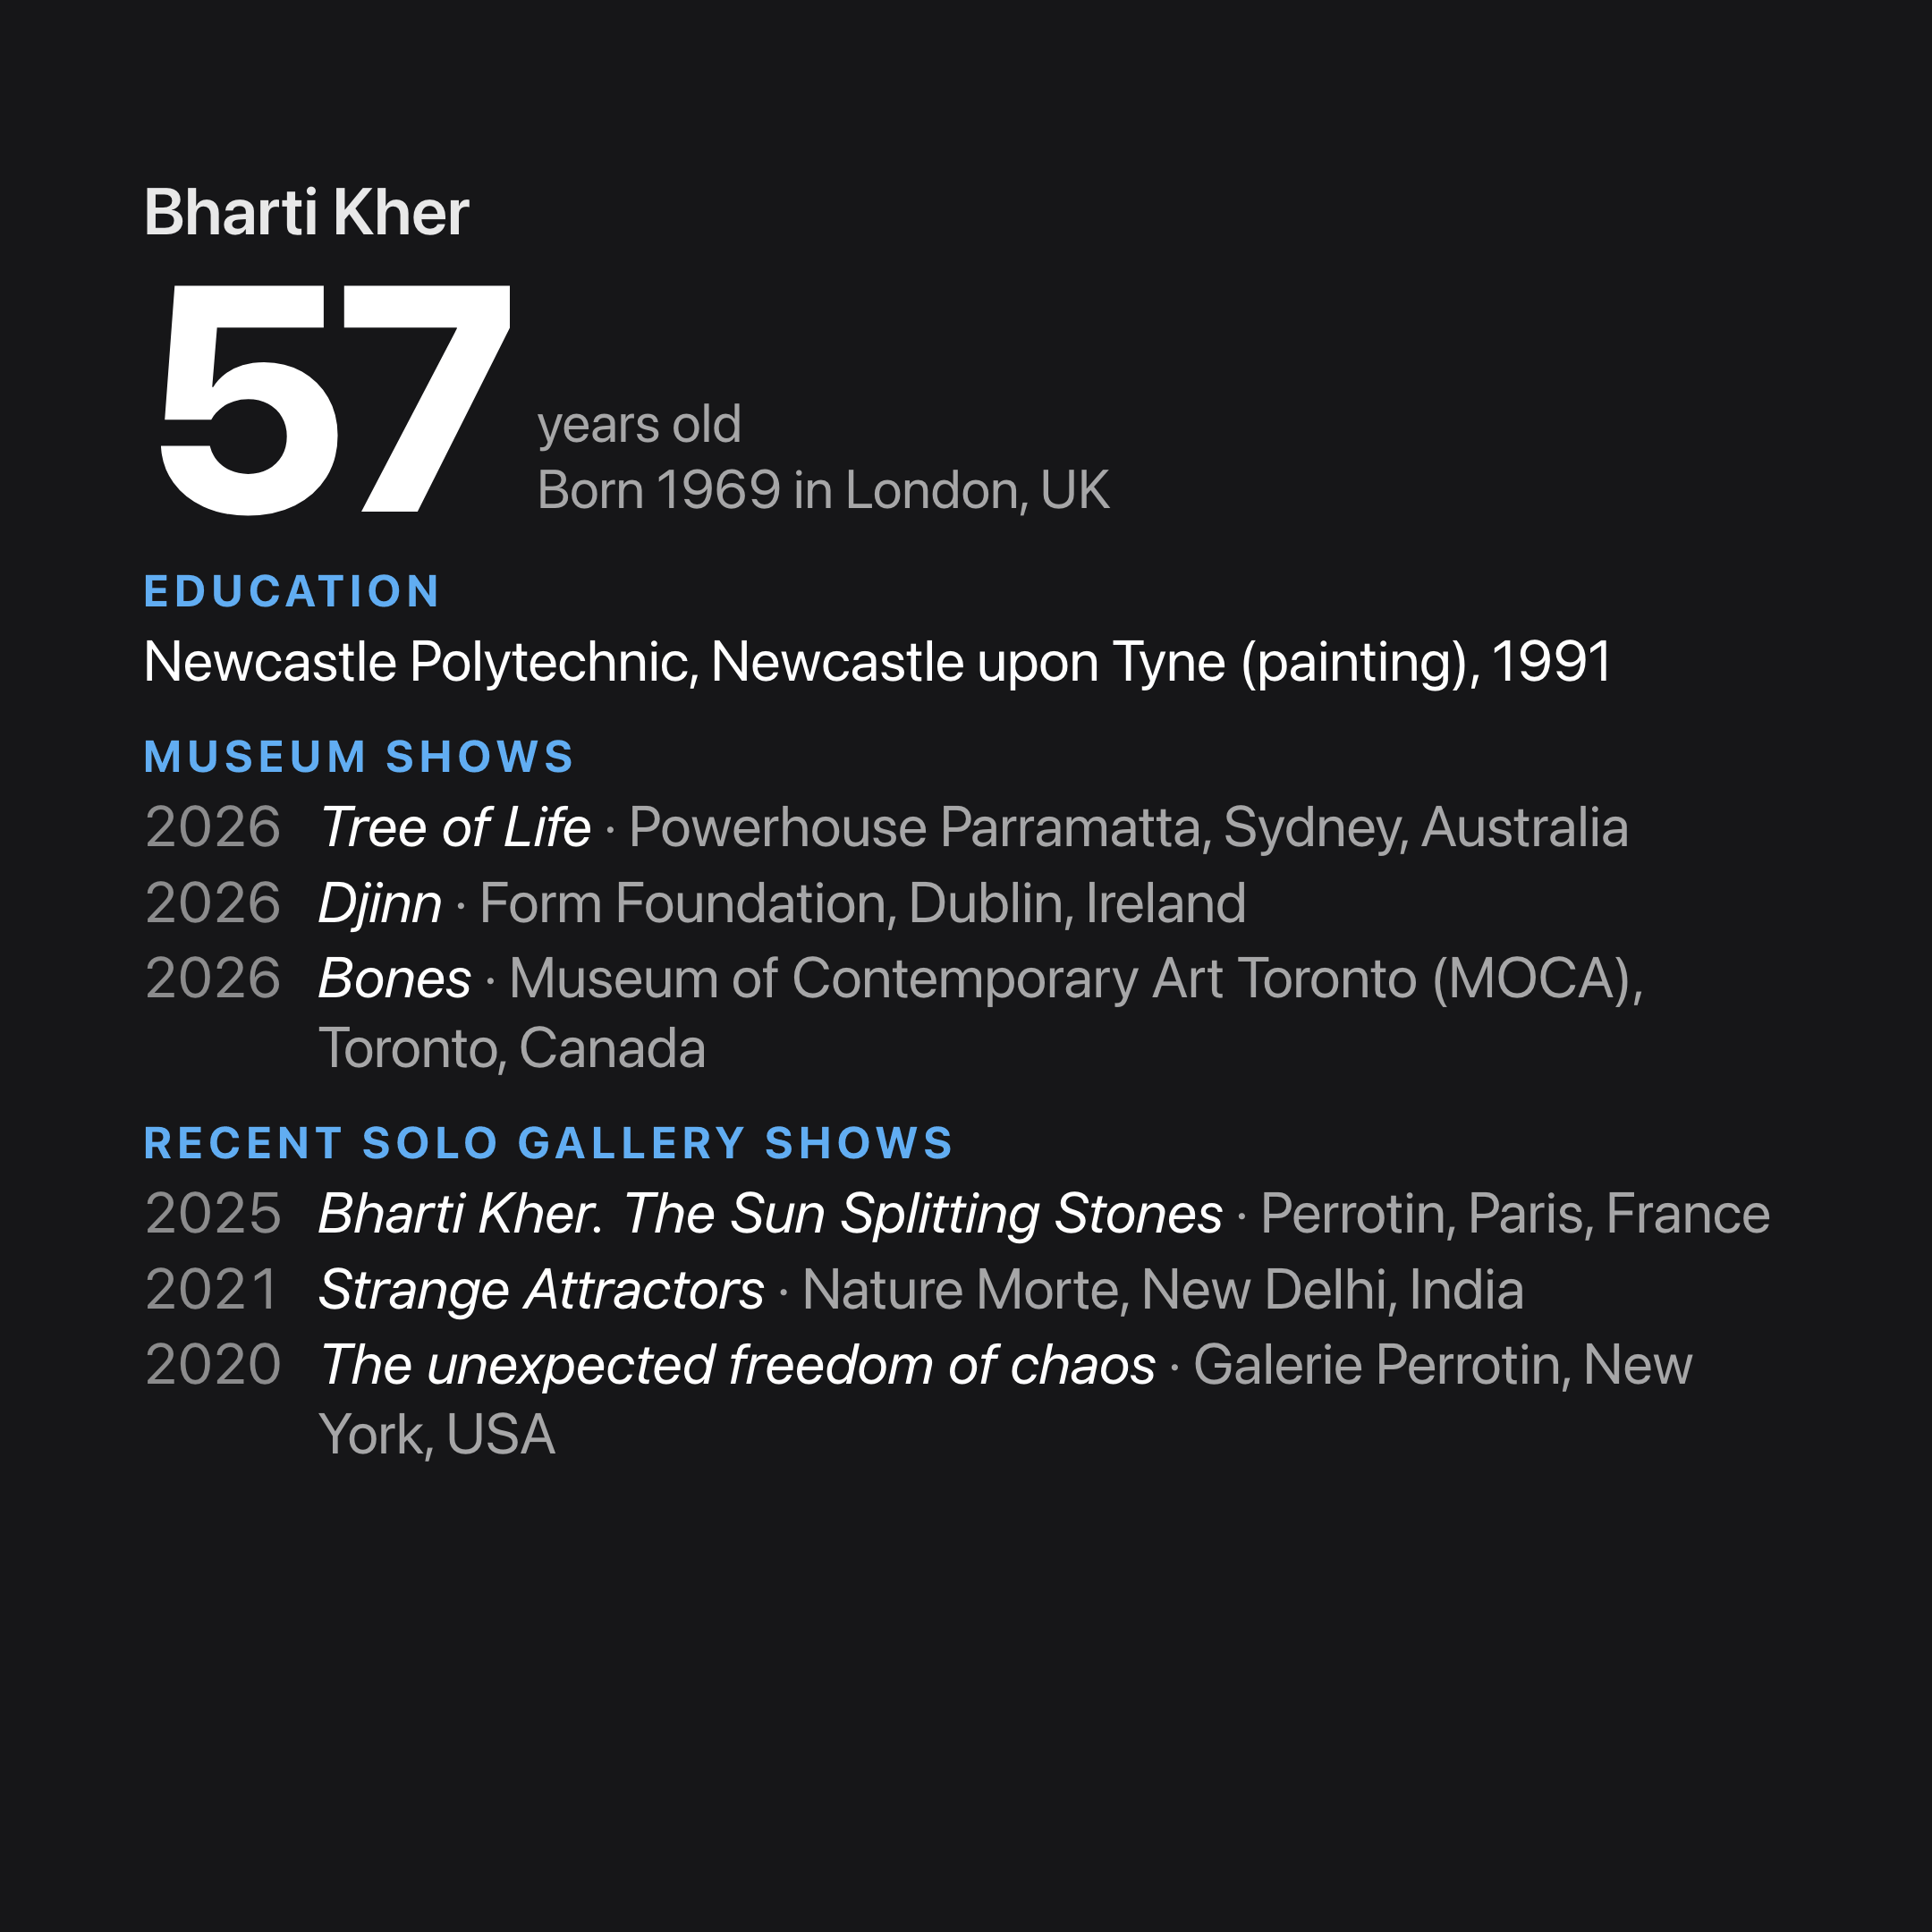 Bharti Kher
57
years old
Born 1969 in London, UK
EDUCATION
Newcastle Polytechnic, Newcastle upon Tyne (painting), 1991
MUSEUM SHOWS
2026 Tree of Life · Powerhouse Parramatta, Sydney, Australia
2026 Djinn · Form Foundation, Dublin, Ireland
2026 Bones · Museum of Contemporary Art Toronto (MOCA),
Toronto, Canada
RECENT SOLO GALLERY SHOWS
2025 Bharti Kher. The Sun Splitting Stones · Perrotin, Paris, France
2021 Strange Attractors · Nature Morte, New Delhi, India
2020 The unexpected freedom of chaos · Galerie Perrotin, New
York, USA